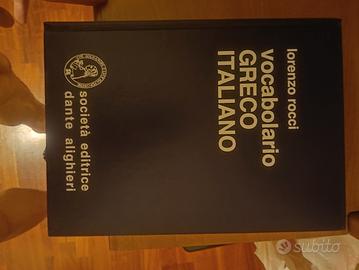 lorenzo rocci
vocabolario
GRECO
ITALIANO
società editrice
dante alighieri
subito